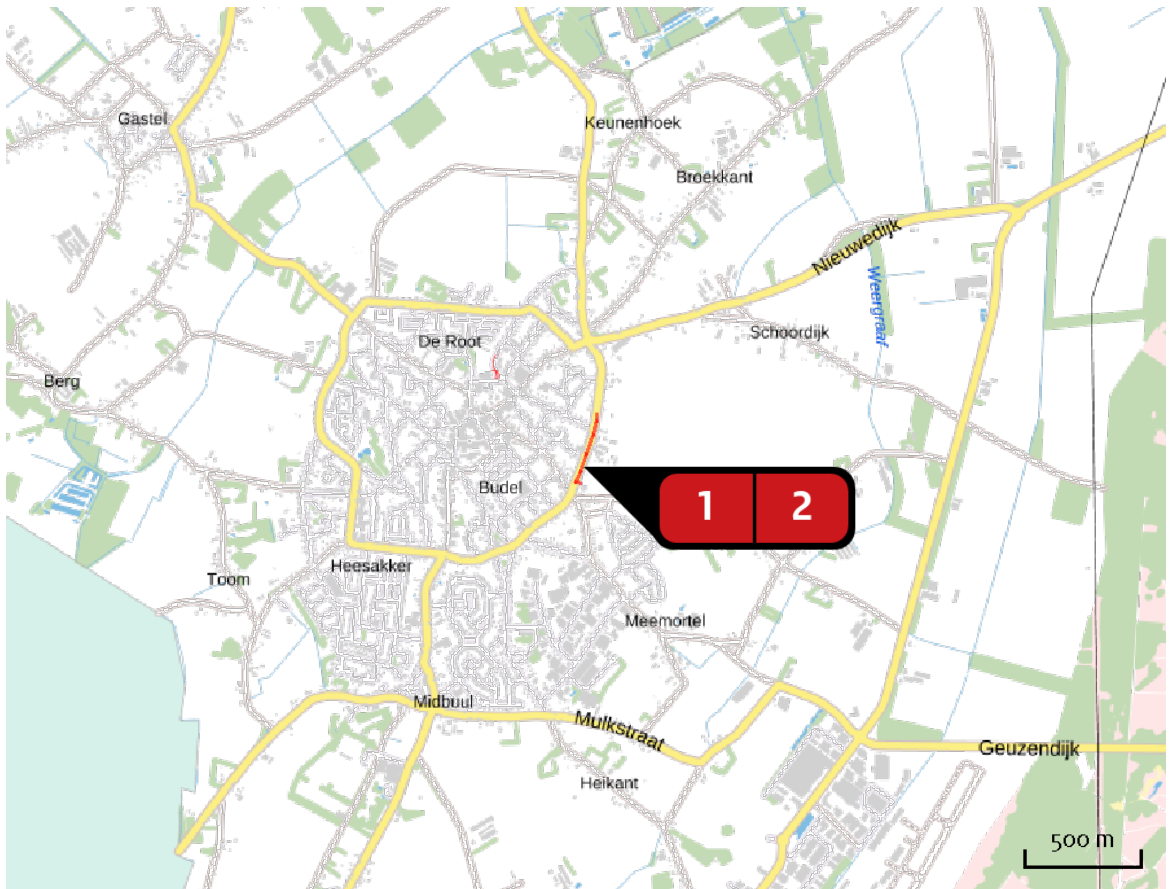 Gastel
Keunenhoek
Broekkant
Nieuwedijk
Weergraaf
Schoordijk
De Root
Berg
Budel
1 2
Heesakker
Toom
Meemortel
Midbuul
Mulkstraat
Geuzendijk
Heikant
500 m